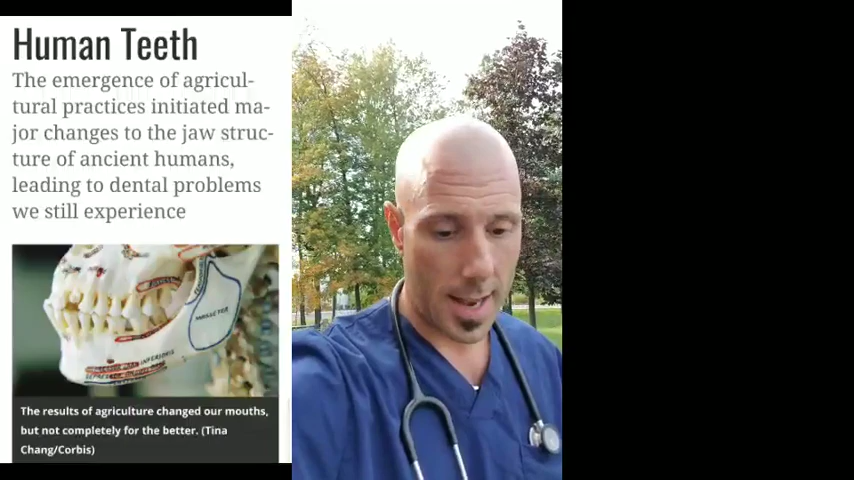 Human Teeth
The emergence of agricul-
tural practices initiated ma-
jor changes to the jaw struc-
ture of ancient humans,
leading to dental problems
we still experience
MASSETER
The results of agriculture changed our mouths,
but not completely for the better. (Tina
Chang/Corbis)